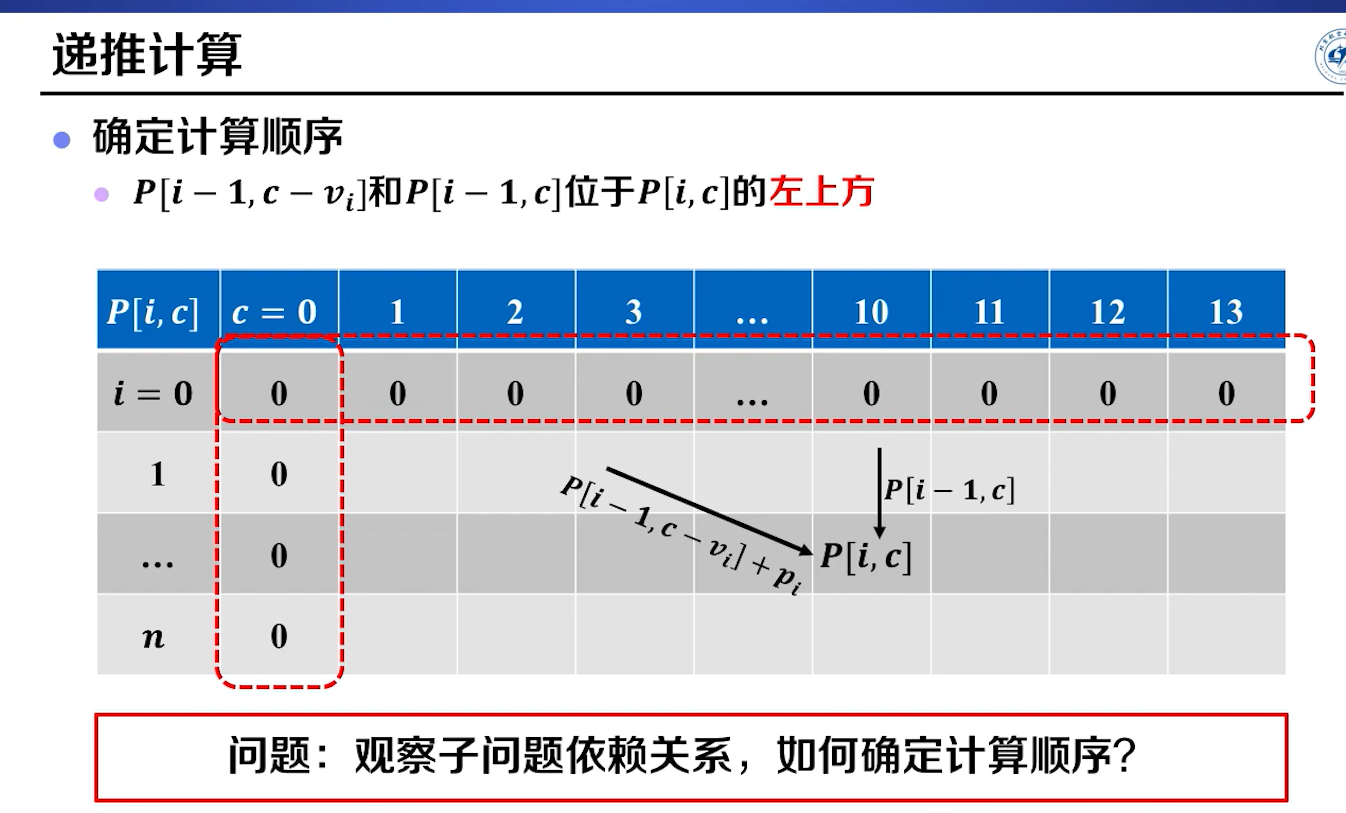 递推计算
确定计算顺序
P[i − 1, c − v_i]和P[i − 1, c]位于P[i, c]的左上方
P[i, c] c = 0 1 2 3 … 10 11 12 13
i = 0 0 0 0 0 … 0 0 0 0
1 0
P[i − 1, c − v_i] + p_i
P[i − 1, c]
… 0
P[i, c]
n 0
问题：观察子问题依赖关系，如何确定计算顺序？